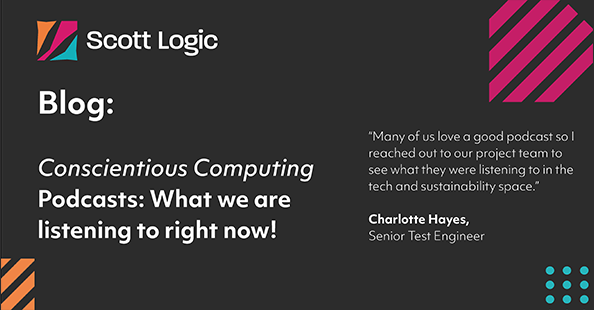 Scott Logic
Blog:
Conscientious Computing
Podcasts: What we are
listening to right now!
“Many of us love a good podcast so I
reached out to our project team to
see what they were listening to in the
tech and sustainability space.”
Charlotte Hayes,
Senior Test Engineer